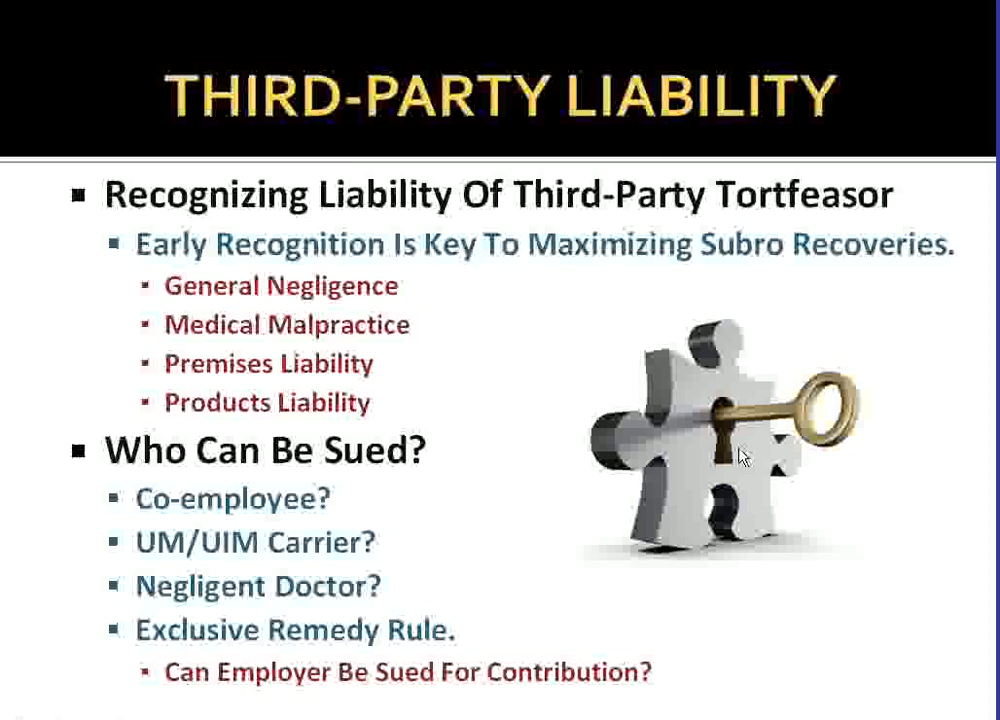 THIRD-PARTY LIABILITY
Recognizing Liability Of Third-Party Tortfeasor
Early Recognition Is Key To Maximizing Subro Recoveries.
General Negligence
Medical Malpractice
Premises Liability
Products Liability
Who Can Be Sued?
Co-employee?
UM/UIM Carrier?
Negligent Doctor?
Exclusive Remedy Rule.
Can Employer Be Sued For Contribution?